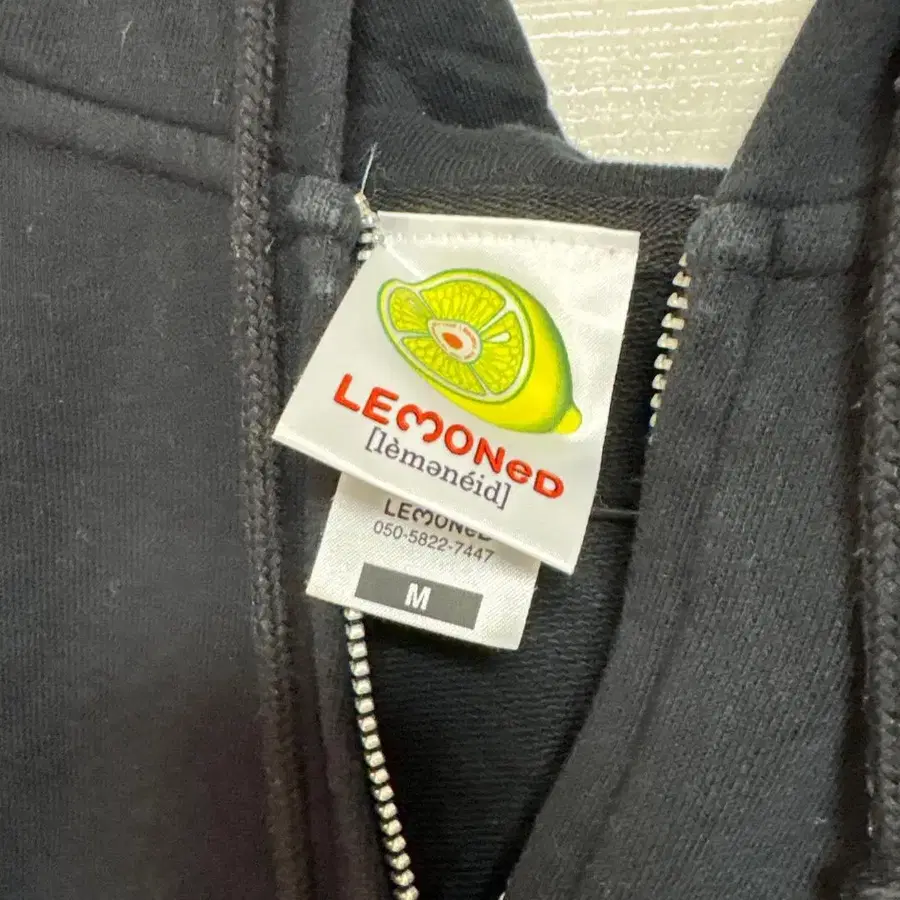 LEMONeD
[lèmənéid]
LEMONeD
050-5822-7447
M